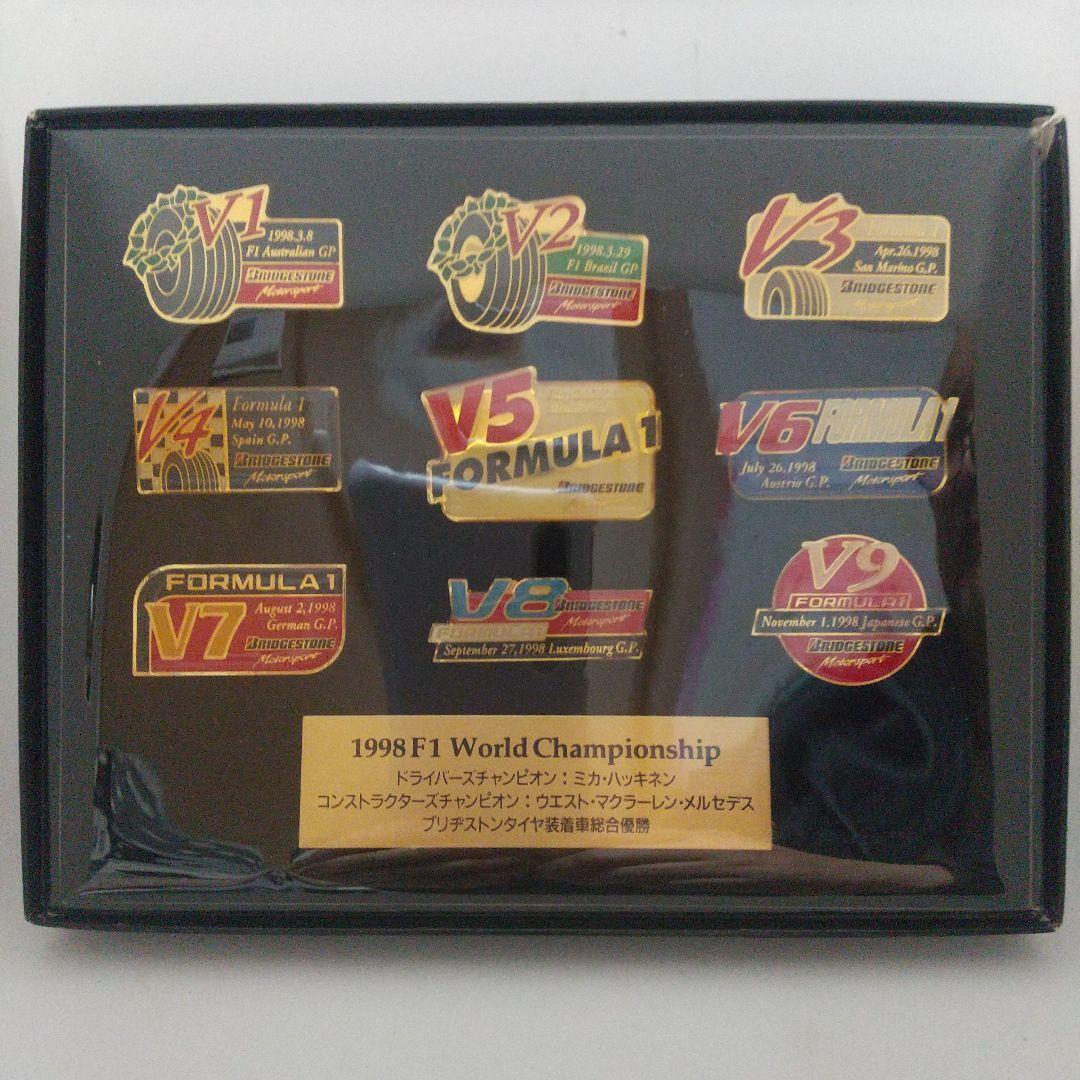 V1
1998.3.8
F1 Australian GP
BRIDGESTONE
Motorsport
V2
1998.3.29
F1 Brazil GP
BRIDGESTONE
Motorsport
V3
Formula 1
Apr.26,1998
San Marino G.P.
BRIDGESTONE
Motorsport
V4
Formula 1
May 10,1998
Spain G.P.
BRIDGESTONE
Motorsport
V5
FORMULA 1
BRIDGESTONE
V6 FORMULA 1
July 26,1998
Austria G.P.
BRIDGESTONE
Motorsport
FORMULA 1
V7
August 2,1998
German G.P.
BRIDGESTONE
Motorsport
V8
BRIDGESTONE
Motorsport
FORMULA 1
September 27,1998 Luxembourg G.P.
V9
FORMULA 1
November 1,1998 Japanese G.P.
BRIDGESTONE
Motorsport
1998 F1 World Championship
ドライバーズチャンピオン：ミカ・ハッキネン
コンストラクターズチャンピオン：ウエスト・マクラーレン・メルセデス
ブリヂストンタイヤ装着車総合優勝